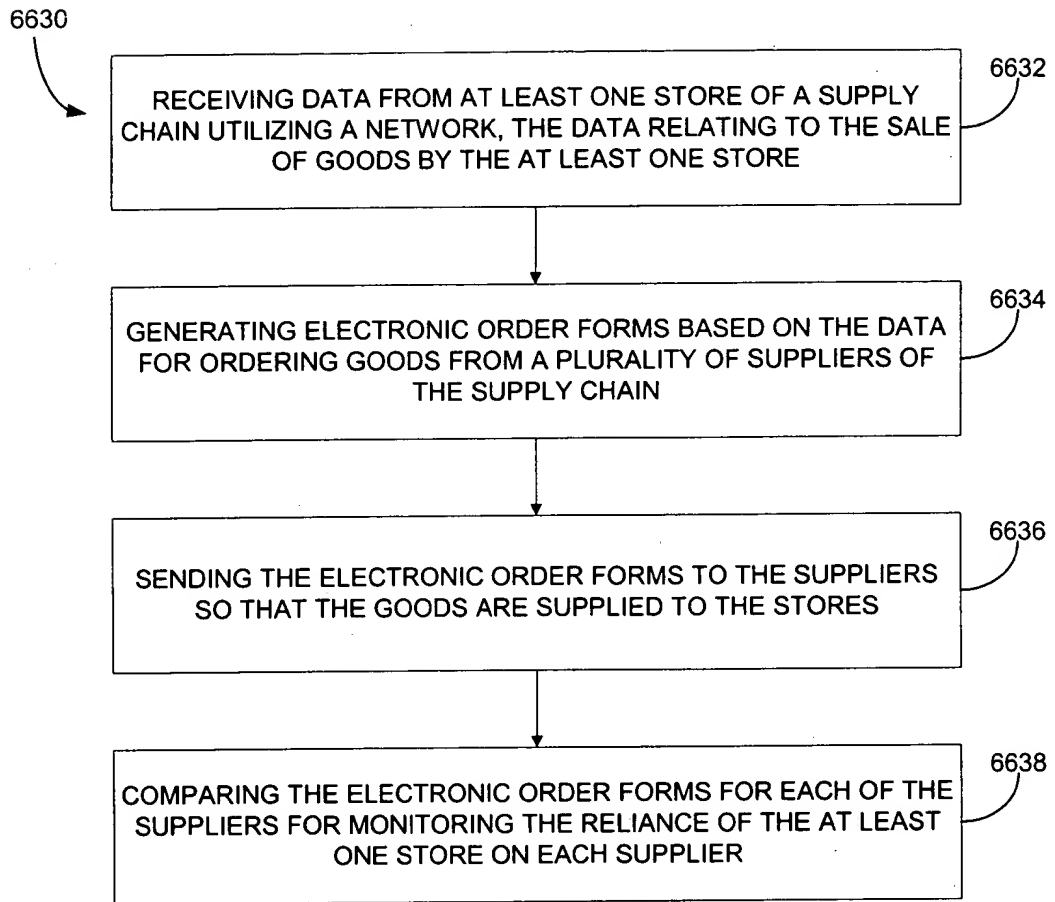 6630
6632
RECEIVING DATA FROM AT LEAST ONE STORE OF A SUPPLY
CHAIN UTILIZING A NETWORK, THE DATA RELATING TO THE SALE
OF GOODS BY THE AT LEAST ONE STORE
6634
GENERATING ELECTRONIC ORDER FORMS BASED ON THE DATA
FOR ORDERING GOODS FROM A PLURALITY OF SUPPLIERS OF
THE SUPPLY CHAIN
6636
SENDING THE ELECTRONIC ORDER FORMS TO THE SUPPLIERS
SO THAT THE GOODS ARE SUPPLIED TO THE STORES
6638
COMPARING THE ELECTRONIC ORDER FORMS FOR EACH OF THE
SUPPLIERS FOR MONITORING THE RELIANCE OF THE AT LEAST
ONE STORE ON EACH SUPPLIER